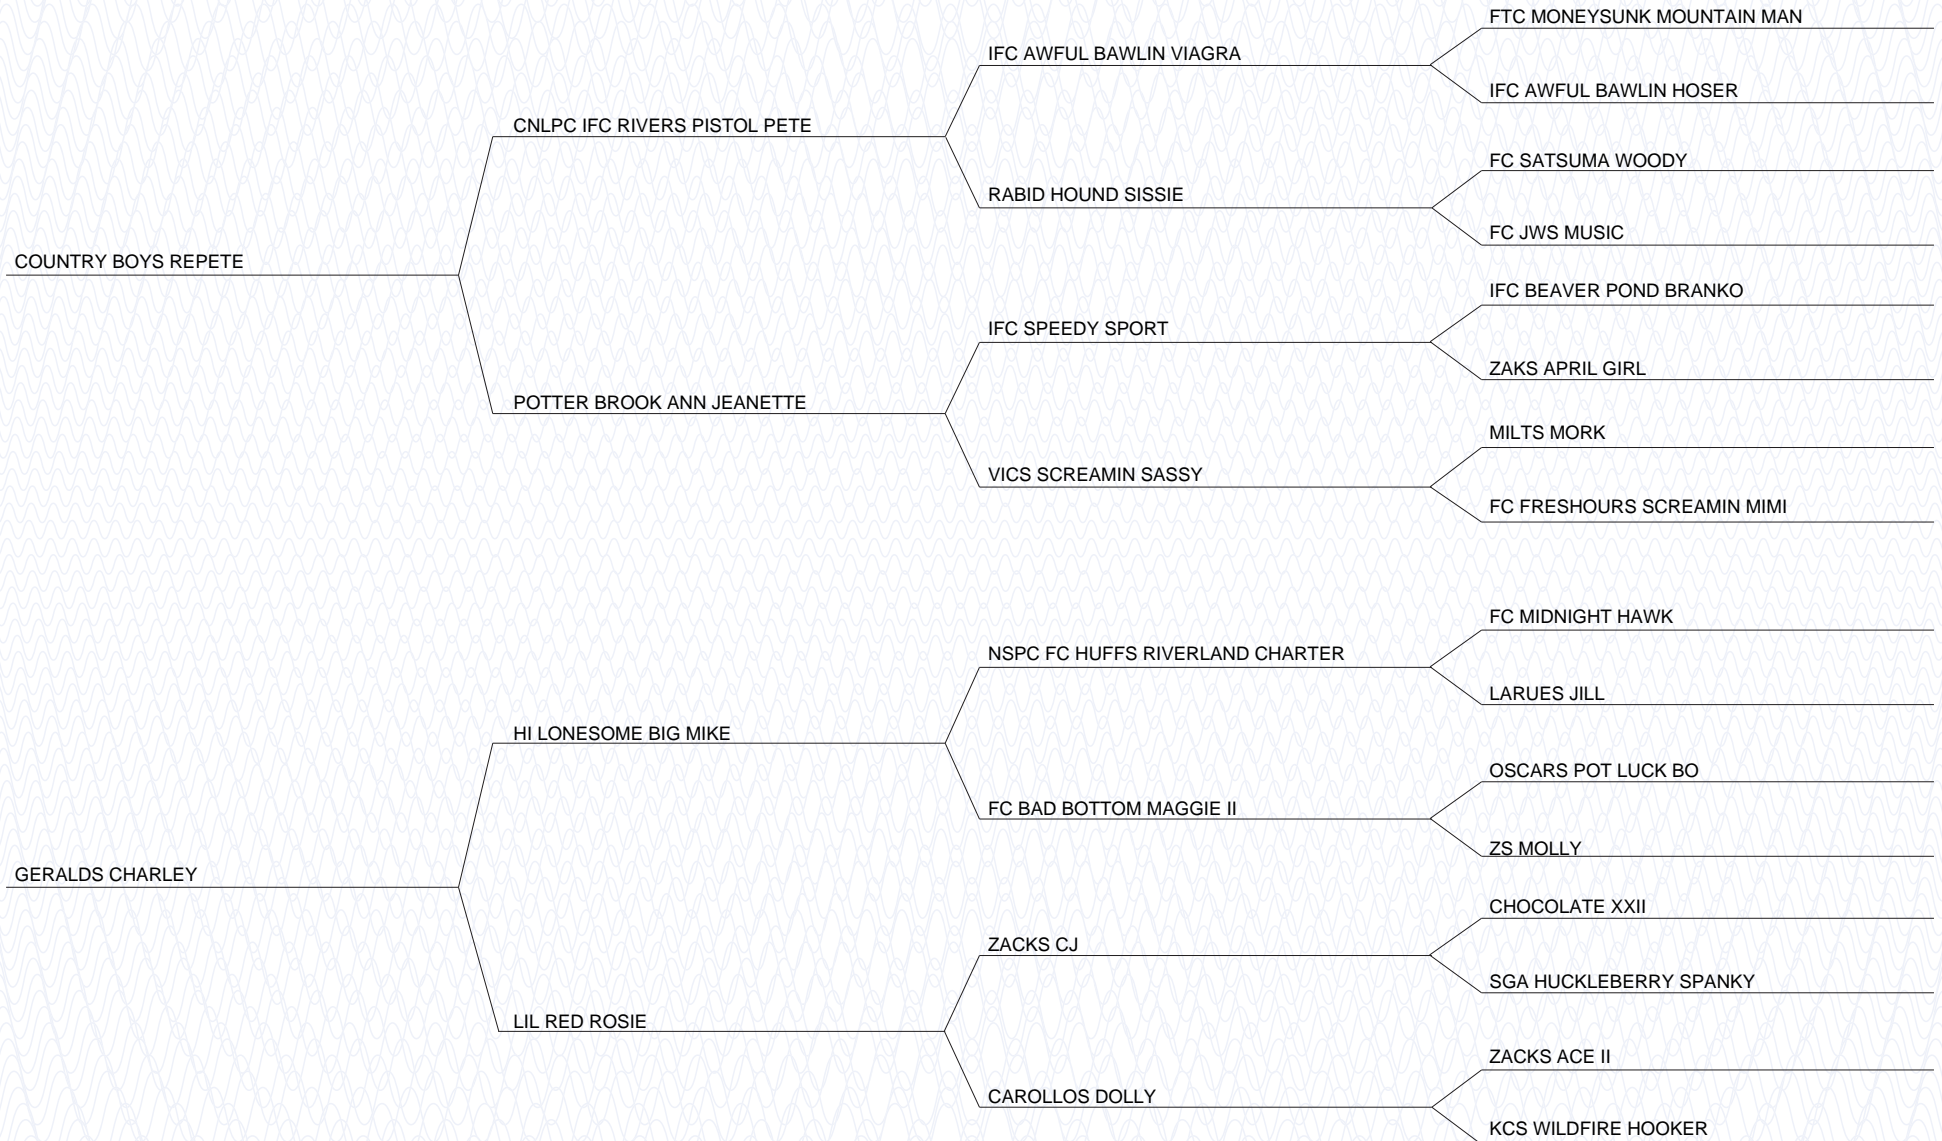 FTC MONEYSUNK MOUNTAIN MAN
IFC AWFUL BAWLIN VIAGRA
IFC AWFUL BAWLIN HOSER
CNLPC IFC RIVERS PISTOL PETE
FC SATSUMA WOODY
RABID HOUND SISSIE
FC JWS MUSIC
COUNTRY BOYS REPETE
IFC BEAVER POND BRANKO
IFC SPEEDY SPORT
ZAKS APRIL GIRL
POTTER BROOK ANN JEANETTE
MILTS MORK
VICS SCREAMIN SASSY
FC FRESHOURS SCREAMIN MIMI
FC MIDNIGHT HAWK
NSPC FC HUFFS RIVERLAND CHARTER
LARUES JILL
HI LONESOME BIG MIKE
OSCARS POT LUCK BO
FC BAD BOTTOM MAGGIE II
ZS MOLLY
GERALDS CHARLEY
CHOCOLATE XXII
ZACKS CJ
SGA HUCKLEBERRY SPANKY
LIL RED ROSIE
ZACKS ACE II
CAROLLOS DOLLY
KCS WILDFIRE HOOKER